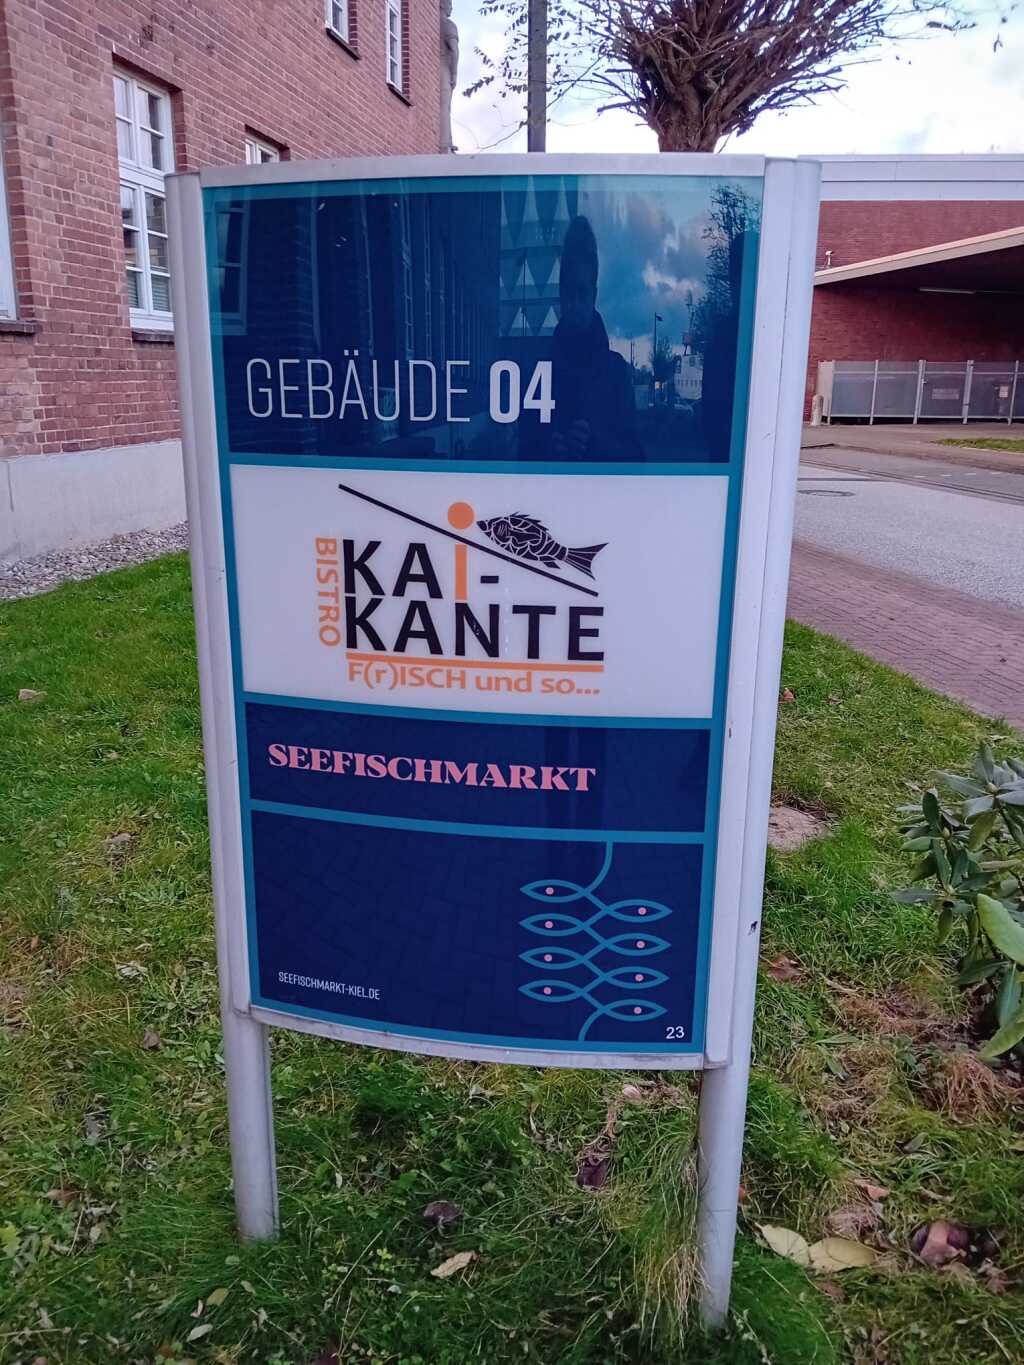 GEBÄUDE 04
BISTRO
KAi-
KANTE
F(r)ISCH und so...
SEEFISCHMARKT
SEEFISCHMARKT-KIEL.DE
23